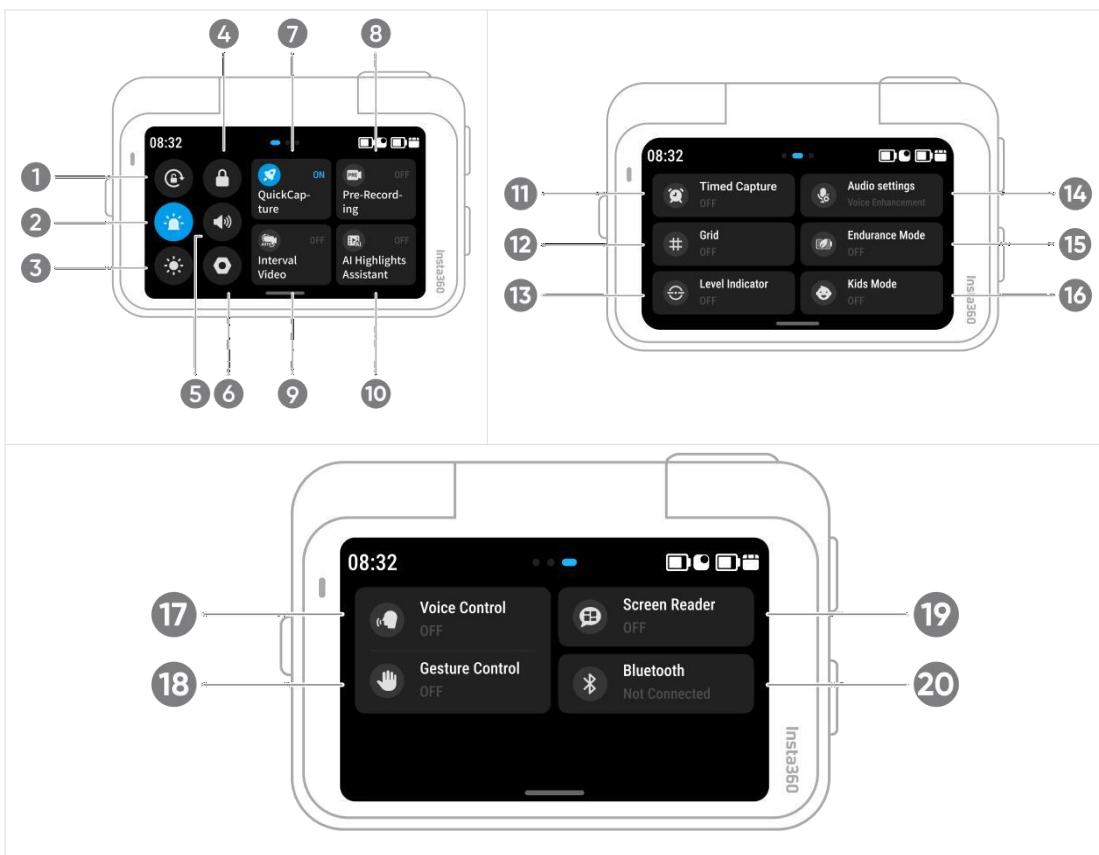 4
7
8
08:32
ON
QuickCap-
ture
PRE
OFF
Pre-Record-
ing
OFF
Interval
Video
AI
OFF
AI Highlights
Assistant
Insta360
1
2
3
5
6
9
10
08:32
11
Timed Capture
OFF
12
Grid
OFF
13
Level Indicator
OFF
Audio settings
Voice Enhancement
14
Endurance Mode
OFF
15
Kids Mode
OFF
16
Insta360
08:32
17
Voice Control
OFF
18
Gesture Control
OFF
Screen Reader
OFF
19
Bluetooth
Not Connected
20
Insta360